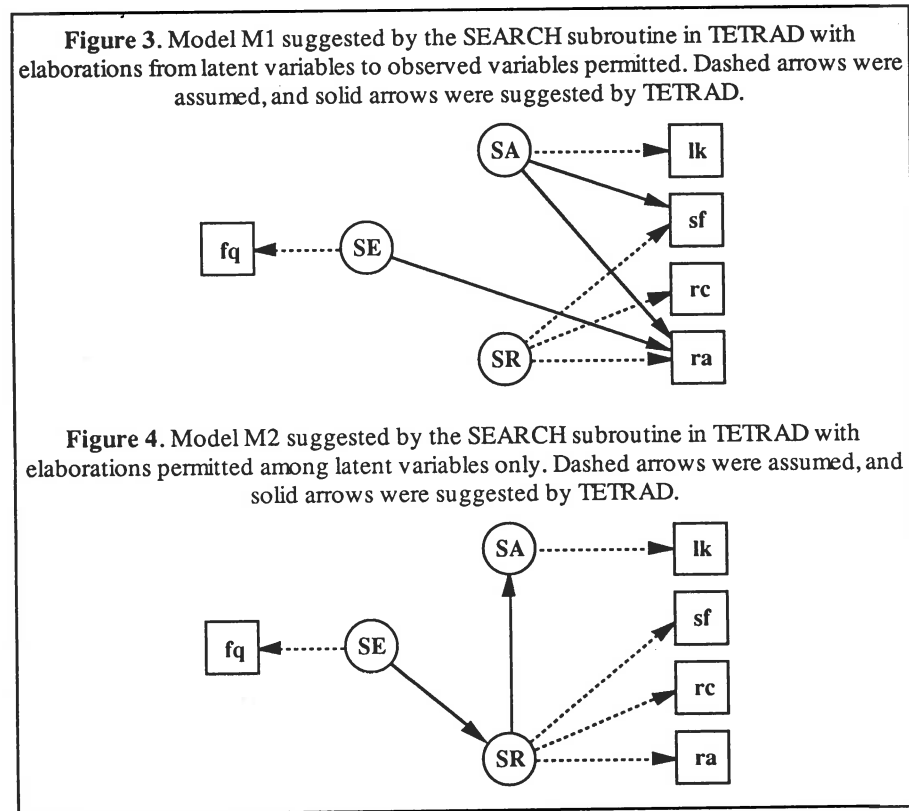 Figure 3. Model M1 suggested by the SEARCH subroutine in TETRAD with
elaborations from latent variables to observed variables permitted. Dashed arrows were
assumed, and solid arrows were suggested by TETRAD.
SA
lk
sf
fq
SE
rc
SR
ra
Figure 4. Model M2 suggested by the SEARCH subroutine in TETRAD with
elaborations permitted among latent variables only. Dashed arrows were assumed, and
solid arrows were suggested by TETRAD.
SA
lk
sf
fq
SE
rc
SR
ra